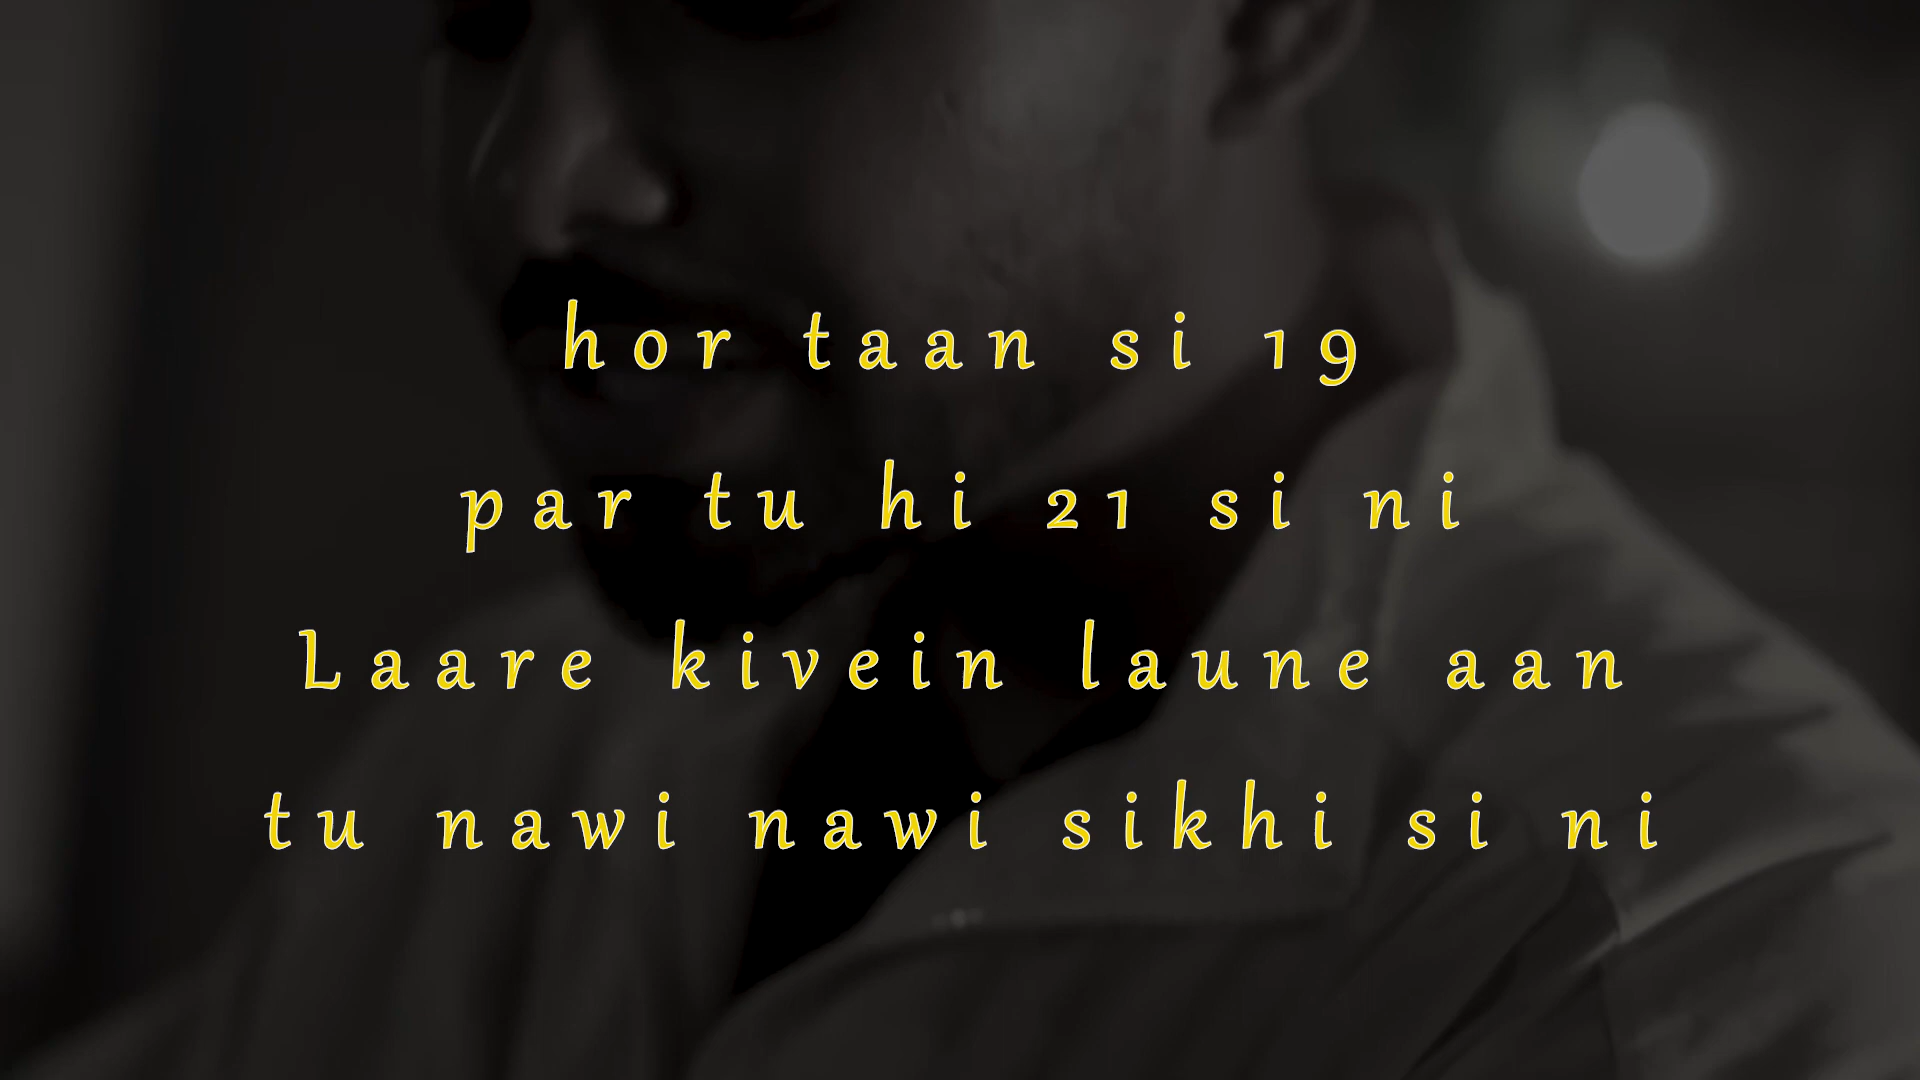 hor taan si 19
par tu hi 21 si ni
Laare kivein laune aan
tu nawi nawi sikhi si ni